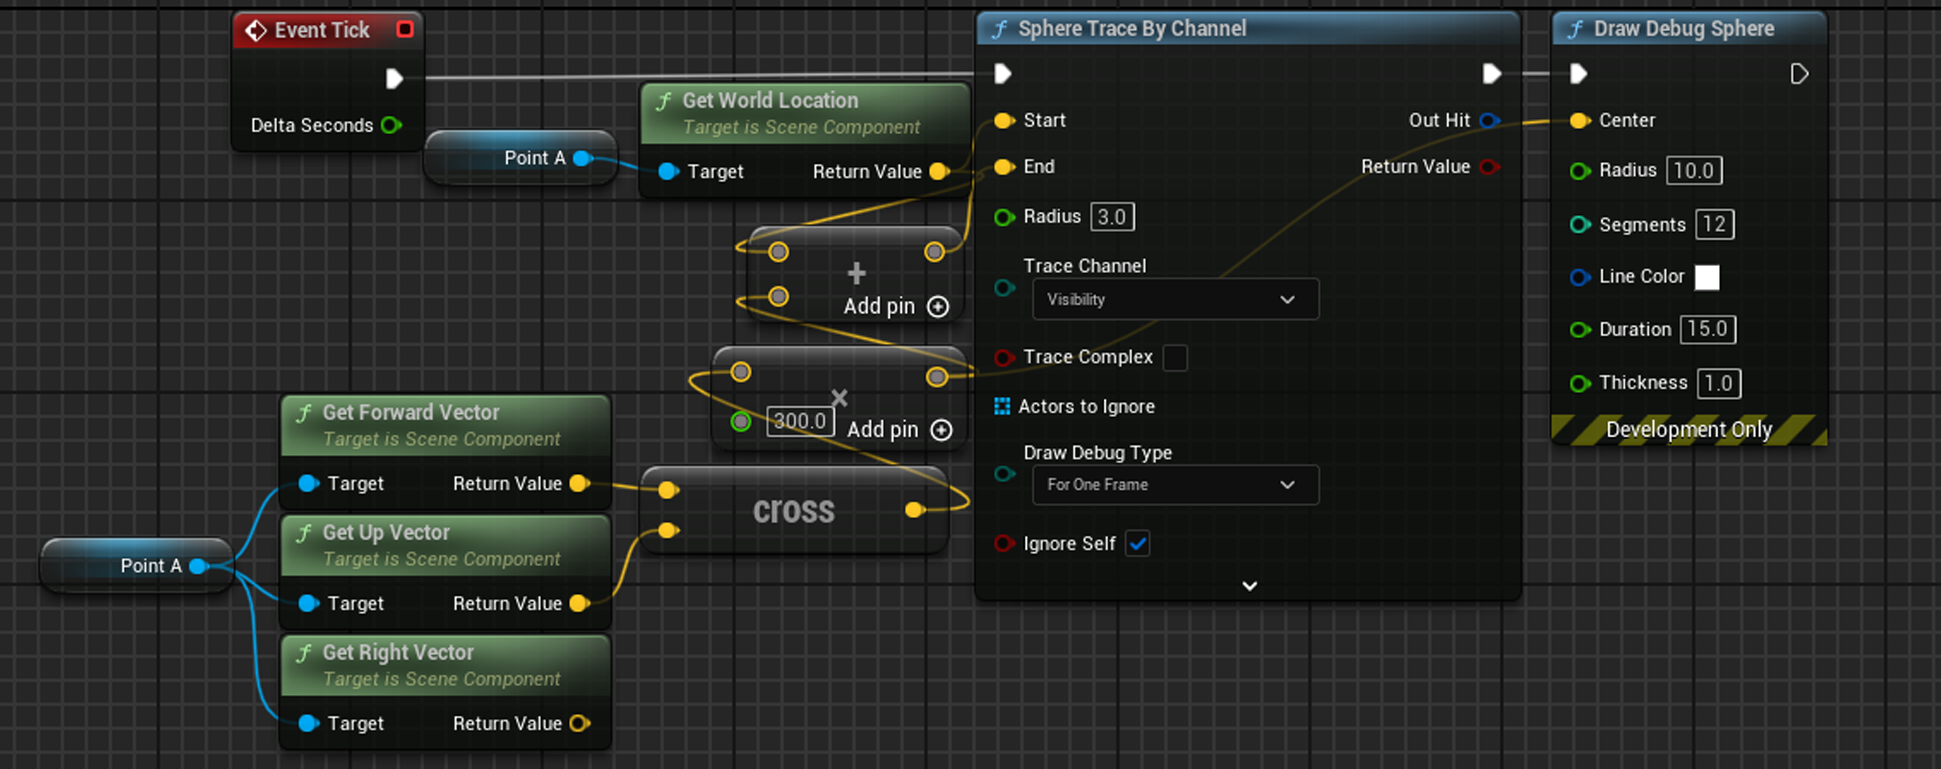 Event Tick
Delta Seconds
Point A
Get World Location
Target is Scene Component
Target Return Value
+
Add pin
×
300.0
Add pin
Get Forward Vector
Target is Scene Component
Target Return Value
Get Up Vector
Target is Scene Component
Target Return Value
Point A
Get Right Vector
Target is Scene Component
Target Return Value
cross
Sphere Trace By Channel
Start Out Hit
End Return Value
Radius 3.0
Trace Channel
Visibility
Trace Complex
Actors to Ignore
Draw Debug Type
For One Frame
Ignore Self
Draw Debug Sphere
Center
Radius 10.0
Segments 12
Line Color
Duration 15.0
Thickness 1.0
Development Only